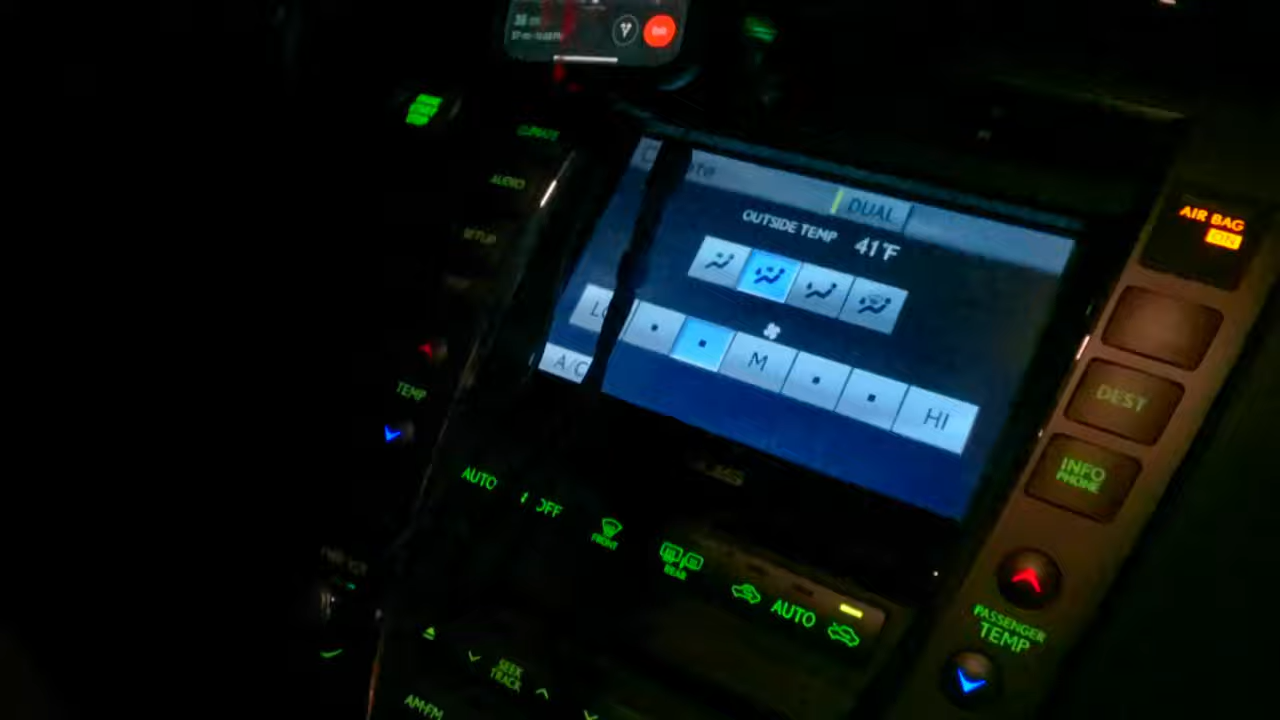 CLIMATE
AUDIO
SETUP
DUAL
OUTSIDE TEMP 41°F
AIR BAG
ON
M
HI
A/C
DEST
INFO
PHONE
TEMP
AUTO
OFF
FRONT
REAR
AUTO
PASSENGER
TEMP
SEEK
TRACK
AM·FM